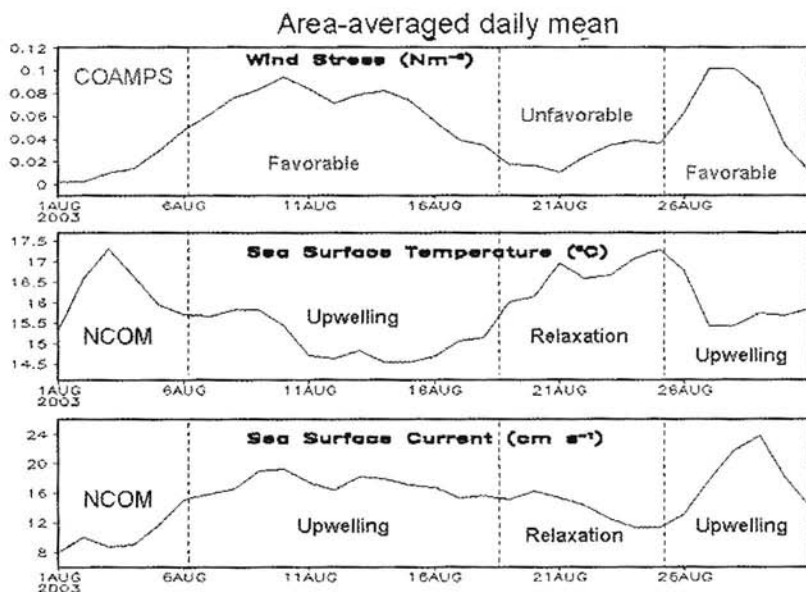 Area-averaged daily mean
Wind Stress (Nm⁻²)
COAMPS
Unfavorable
Favorable
Favorable
0.12
0.1
0.08
0.06
0.04
0.02
0
1AUG 6AUG 11AUG 16AUG 21AUG 26AUG
2003
Sea Surface Temperature (°C)
Upwelling
NCOM
Relaxation
Upwelling
17.5
17
16.5
16
15.5
15
14.5
1AUG 6AUG 11AUG 16AUG 21AUG 26AUG
2003
Sea Surface Current (cm s⁻¹)
NCOM
Upwelling
Relaxation
Upwelling
24
20
16
12
8
1AUG 6AUG 11AUG 16AUG 21AUG 26AUG
2003